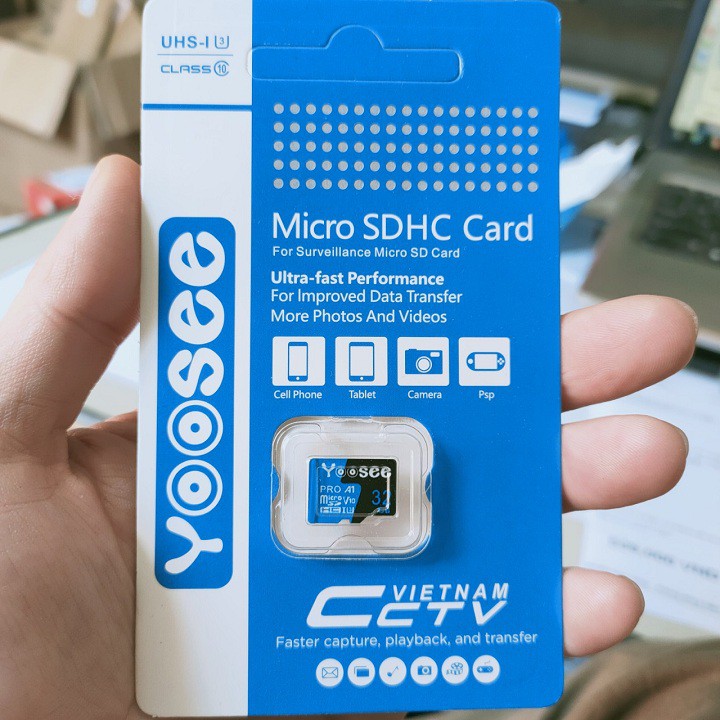 UHS-I 3
CLASS 10
Yoosee
Micro SDHC Card
For Surveillance Micro SD Card
Ultra-fast Performance
For Improved Data Transfer
More Photos And Videos
Cell Phone
Tablet
Camera
Psp
Yoosee
PRO A1
micro SD V10
HC I U
32
VIETNAM
CCTV
Faster capture, playback, and transfer